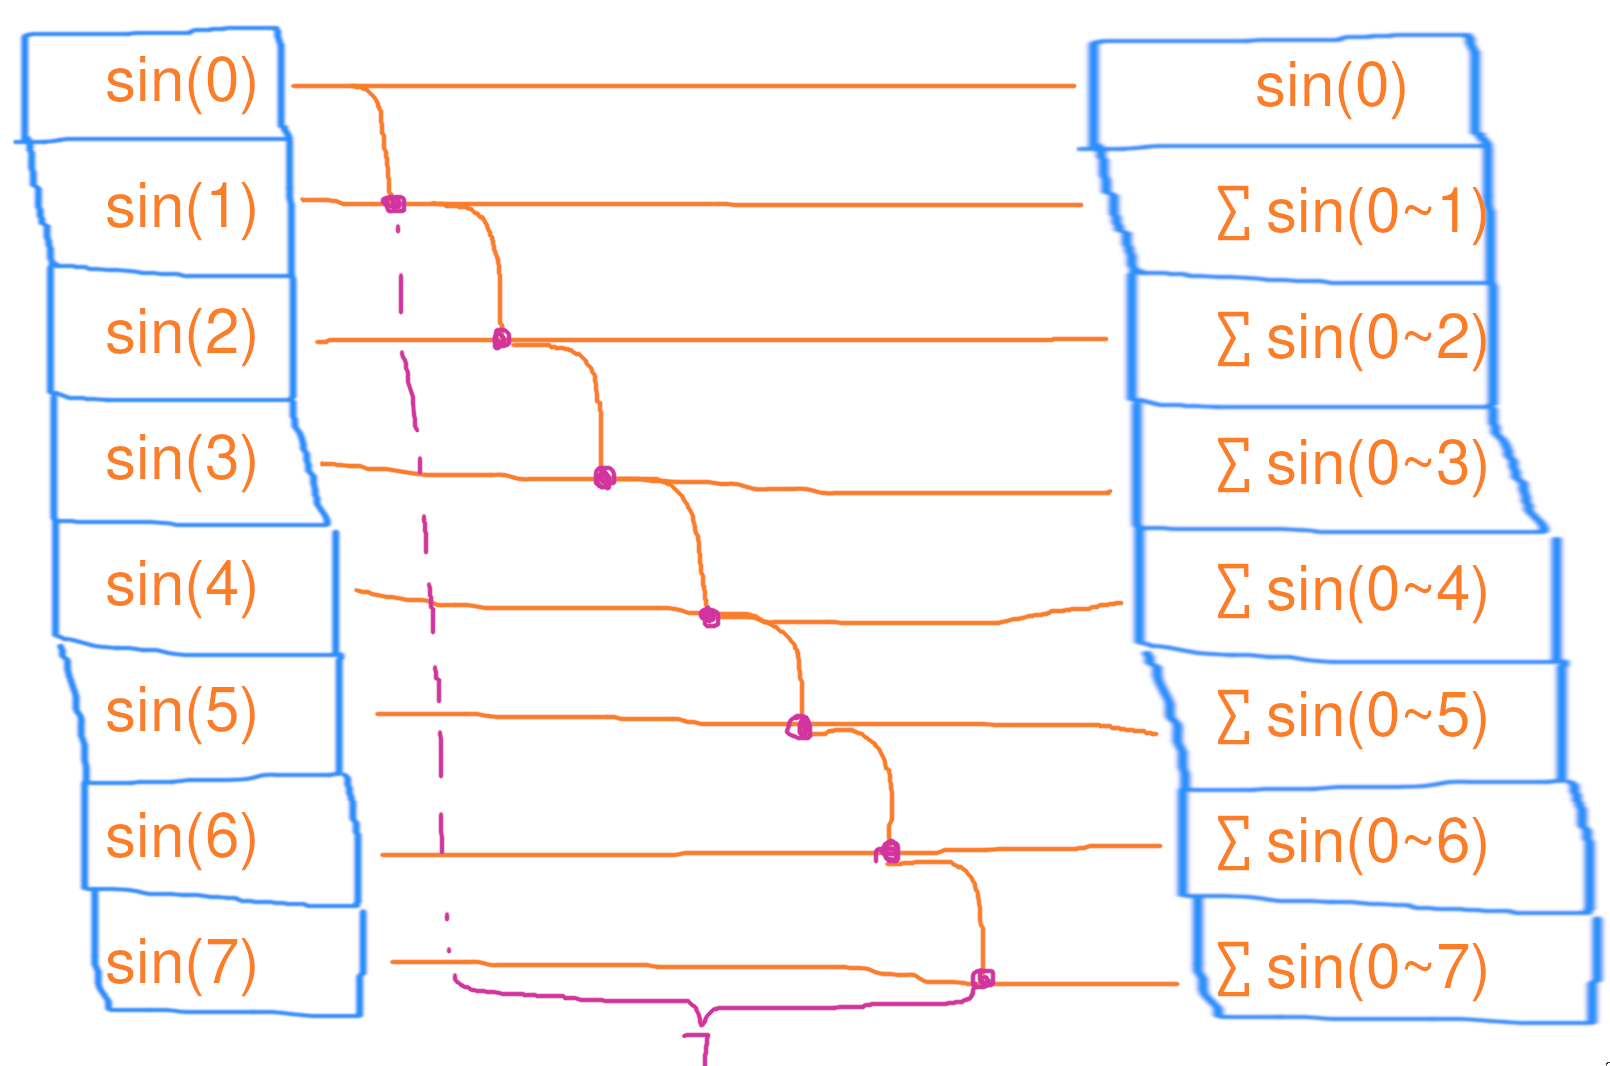 sin(0) sin(0)
sin(1) ∑ sin(0~1)
sin(2) ∑ sin(0~2)
sin(3) ∑ sin(0~3)
sin(4) ∑ sin(0~4)
sin(5) ∑ sin(0~5)
sin(6) ∑ sin(0~6)
sin(7) ∑ sin(0~7)
7